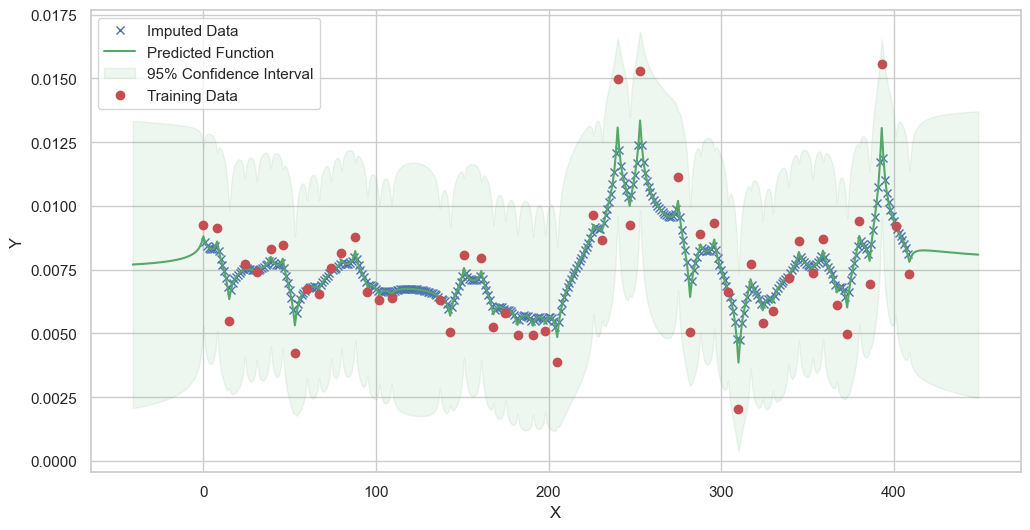 Imputed Data
Predicted Function
95% Confidence Interval
Training Data
0.0175
0.0150
0.0125
0.0100
0.0075
0.0050
0.0025
0.0000
Y
0 100 200 300 400
X